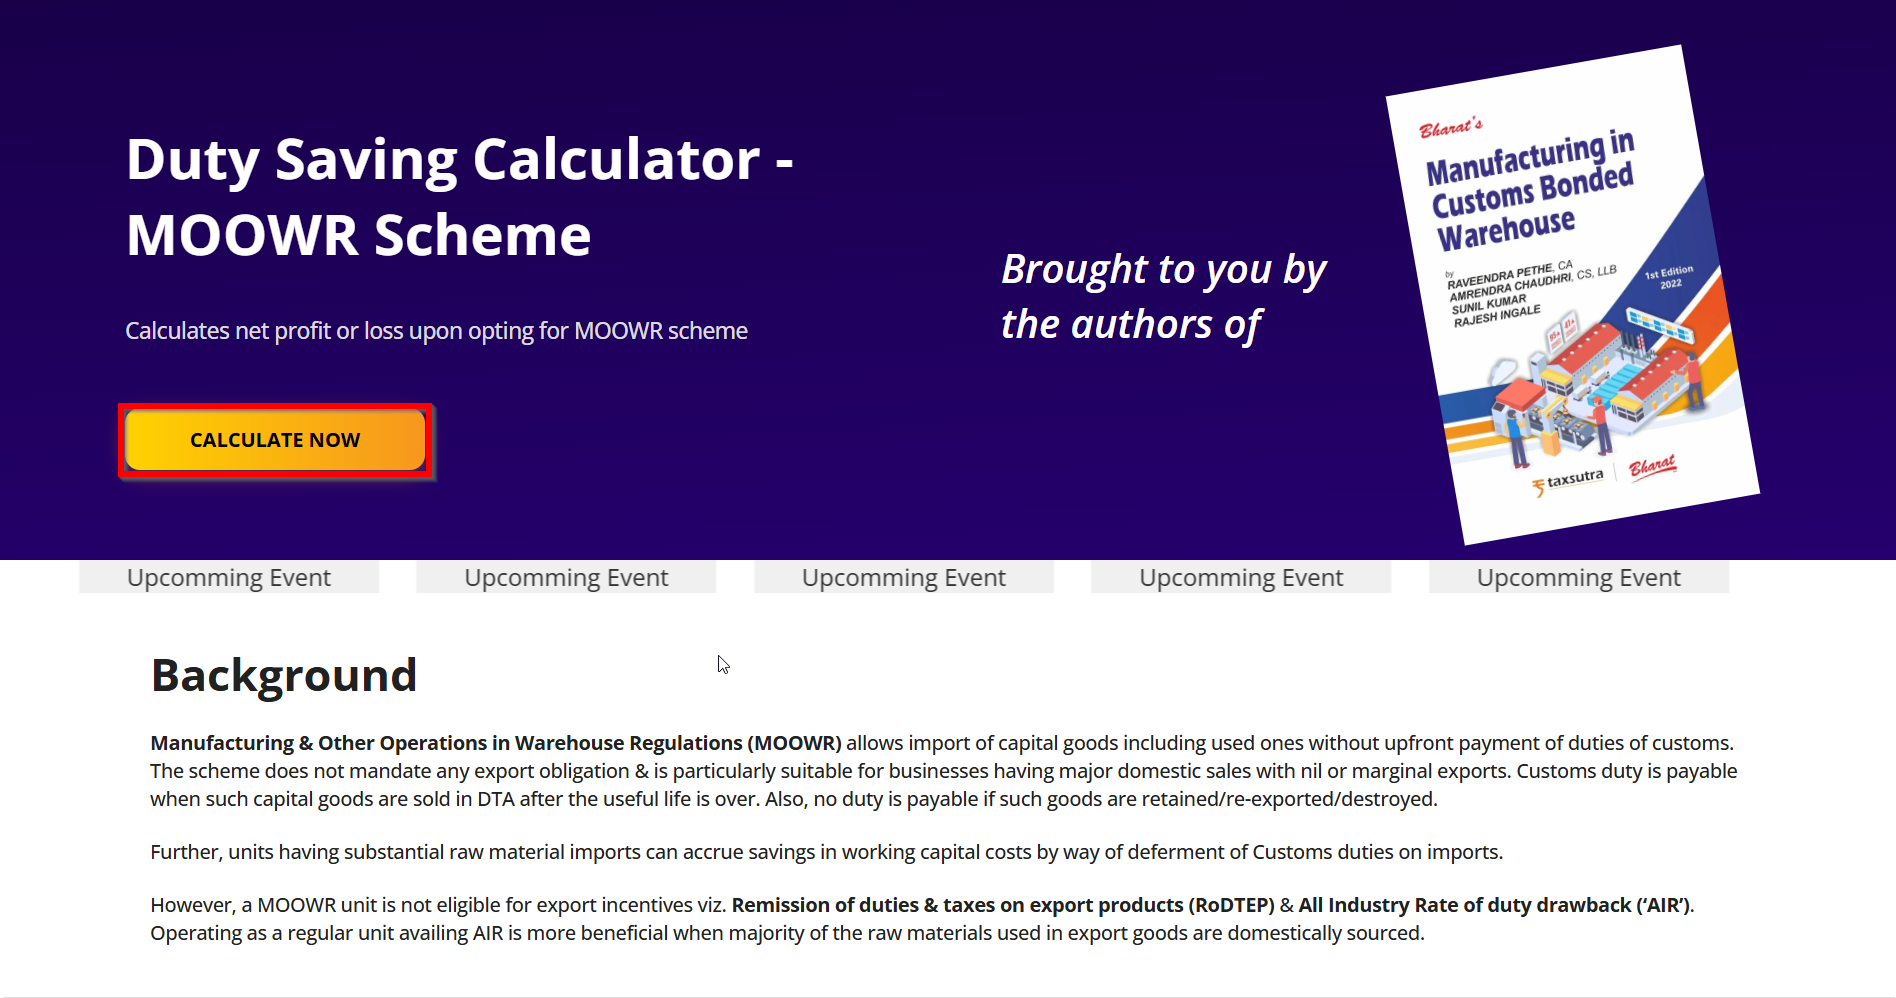 Duty Saving Calculator -
MOOWR Scheme
Calculates net profit or loss upon opting for MOOWR scheme
CALCULATE NOW
Brought to you by
the authors of
Bharat's
Manufacturing in
Customs Bonded
Warehouse
by
RAVEENDRA PETHE, CA
AMRENDRA CHAUDHRI, CS, LLB
SUNIL KUMAR
RAJESH INGALE
1st Edition
2022
taxsutra
Bharat
Upcomming Event
Upcomming Event
Upcomming Event
Upcomming Event
Upcomming Event
Background
Manufacturing & Other Operations in Warehouse Regulations (MOOWR) allows import of capital goods including used ones without upfront payment of duties of customs.
The scheme does not mandate any export obligation & is particularly suitable for businesses having major domestic sales with nil or marginal exports. Customs duty is payable
when such capital goods are sold in DTA after the useful life is over. Also, no duty is payable if such goods are retained/re-exported/destroyed.
Further, units having substantial raw material imports can accrue savings in working capital costs by way of deferment of Customs duties on imports.
However, a MOOWR unit is not eligible for export incentives viz. Remission of duties & taxes on export products (RoDTEP) & All Industry Rate of duty drawback (‘AIR’).
Operating as a regular unit availing AIR is more beneficial when majority of the raw materials used in export goods are domestically sourced.